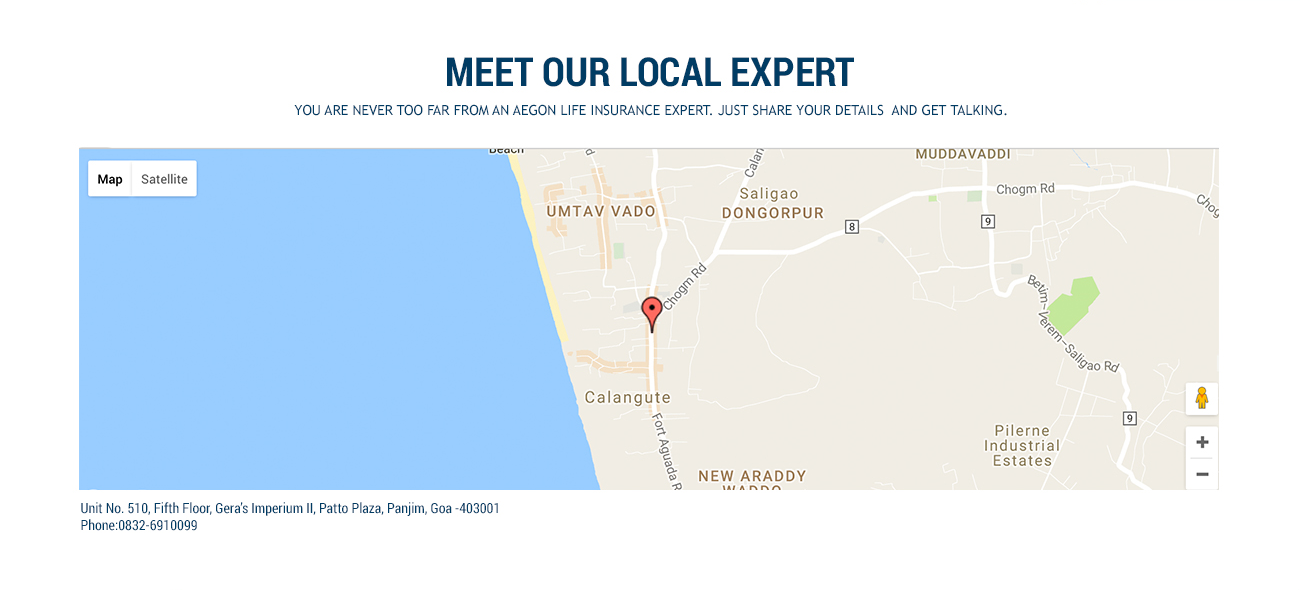 MEET OUR LOCAL EXPERT
YOU ARE NEVER TOO FAR FROM AN AEGON LIFE INSURANCE EXPERT. JUST SHARE YOUR DETAILS AND GET TALKING.
Beach
MUDDAVADDI
Calan
Map
Satellite
Saligao
DONGORPUR
UMTAV VADO
Chogm Rd
Chog
8
9
Chogm Rd
Betim-Verem-Saligao Rd
Calangute
Fort Aguada R
9
Pilerne
Industrial
Estates
NEW ARADDY
WADDO
+
−
Unit No. 510, Fifth Floor, Gera's Imperium II, Patto Plaza, Panjim, Goa -403001
Phone:0832-6910099